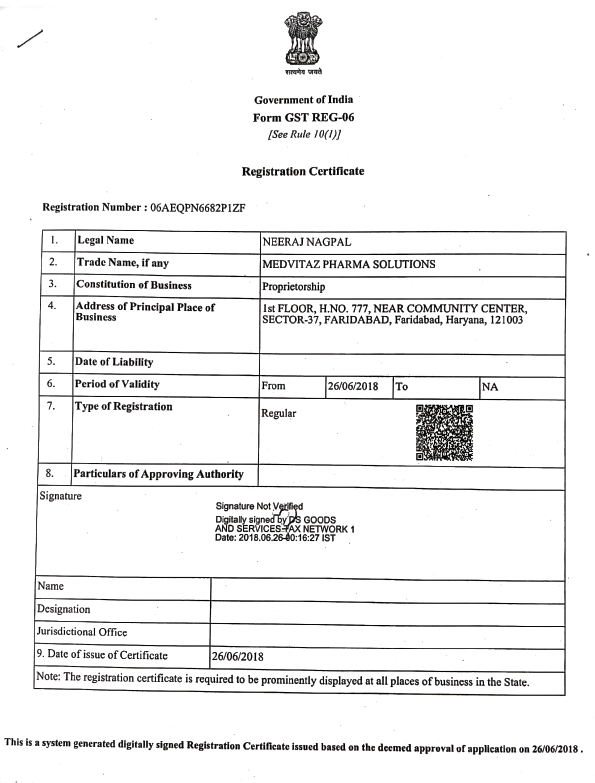 सत्यमेव जयते
Government of India
Form GST REG-06
[See Rule 10(1)]
Registration Certificate
Registration Number : 06AEQPN6682P1ZF
1. Legal Name NEERAJ NAGPAL
2. Trade Name, if any MEDVITAZ PHARMA SOLUTIONS
3. Constitution of Business Proprietorship
4. Address of Principal Place of Business 1st FLOOR, H.NO. 777, NEAR COMMUNITY CENTER, SECTOR-37, FARIDABAD, Faridabad, Haryana, 121003
5. Date of Liability
6. Period of Validity From 26/06/2018 To NA
7. Type of Registration Regular
8. Particulars of Approving Authority
Signature
Signature Not Verified
Digitally signed by DS GOODS
AND SERVICES TAX NETWORK 1
Date: 2018.06.26 00:16:27 IST
Name
Designation
Jurisdictional Office
9. Date of issue of Certificate 26/06/2018
Note: The registration certificate is required to be prominently displayed at all places of business in the State.
This is a system generated digitally signed Registration Certificate issued based on the deemed approval of application on 26/06/2018 .